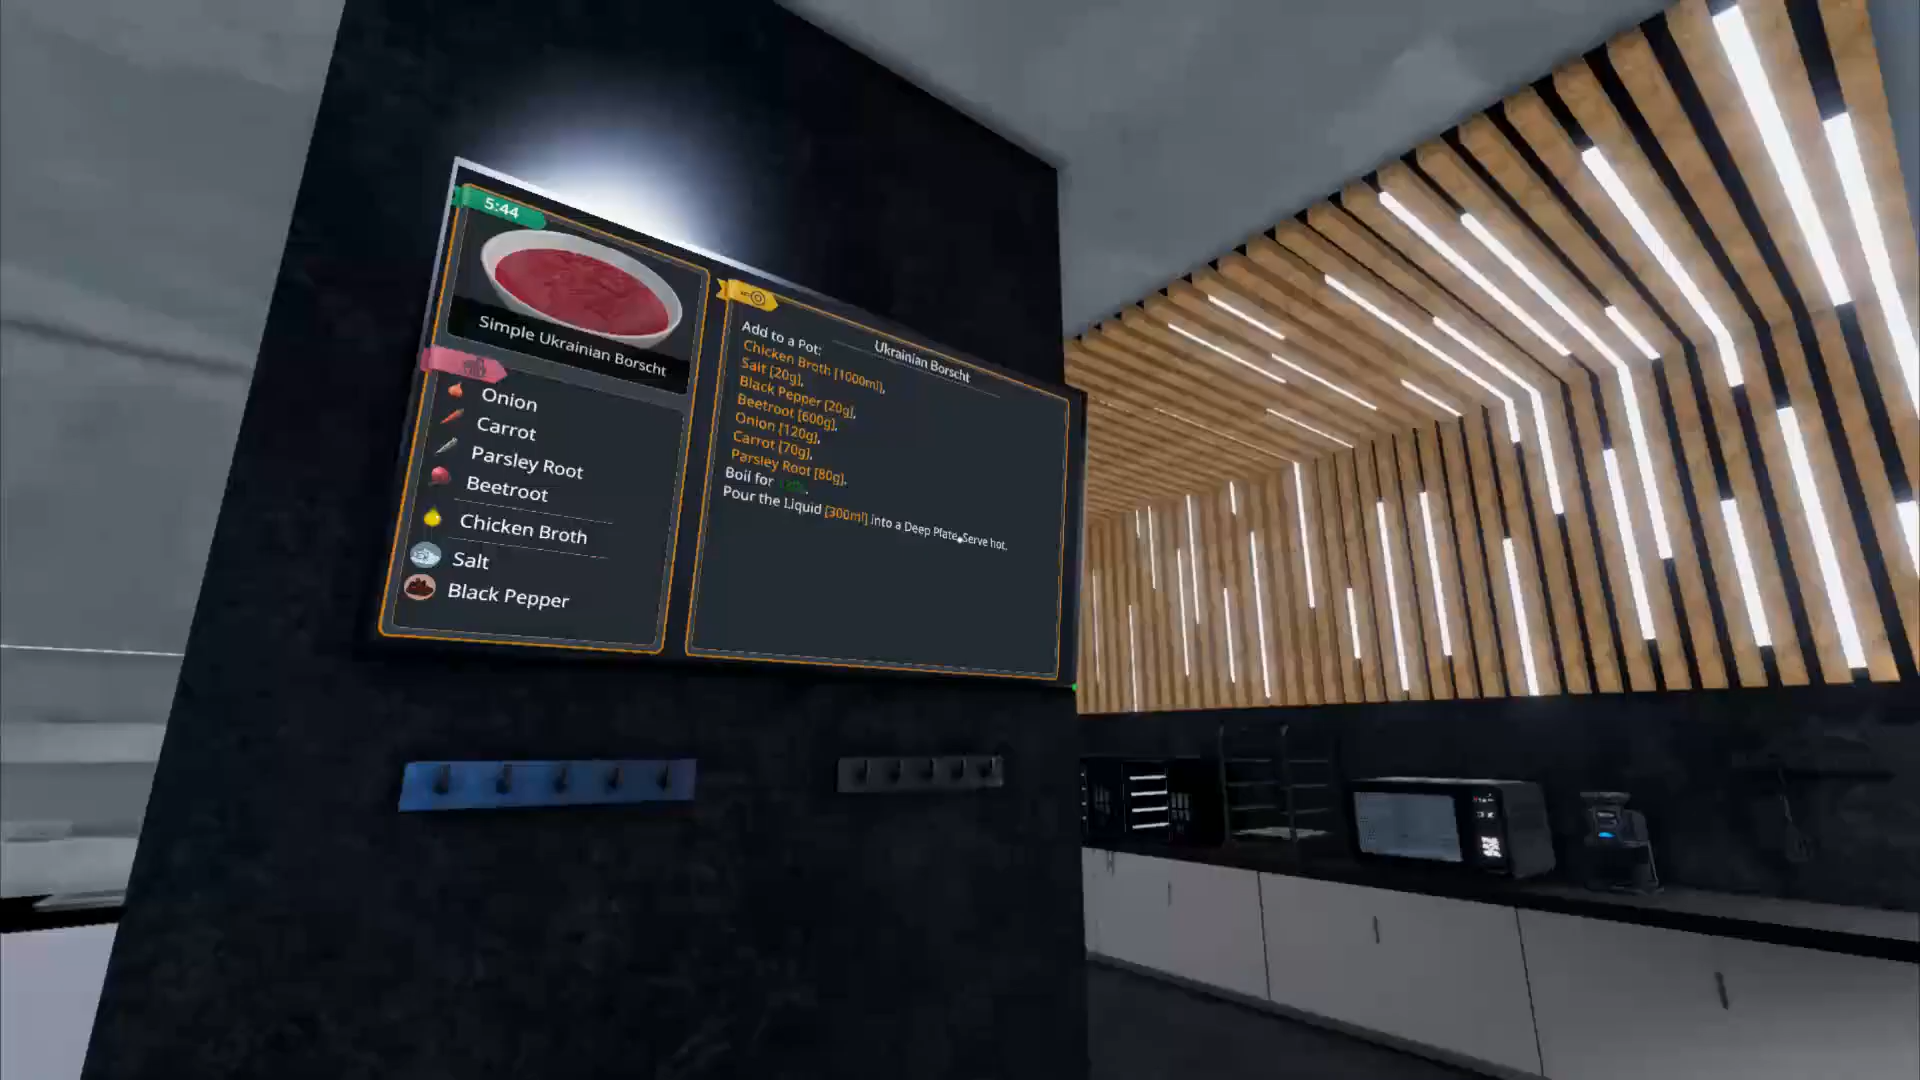 5:44
Simple Ukrainian Borscht
Onion
Carrot
Parsley Root
Beetroot
Chicken Broth
Salt
Black Pepper
Ukrainian Borscht
Add to a Pot:
Chicken Broth [1000ml],
Salt [20g],
Black Pepper [20g],
Beetroot [600g],
Onion [120g],
Carrot [70g],
Parsley Root [80g].
Boil for
Pour the Liquid [300ml] into a Deep Plate. Serve hot.